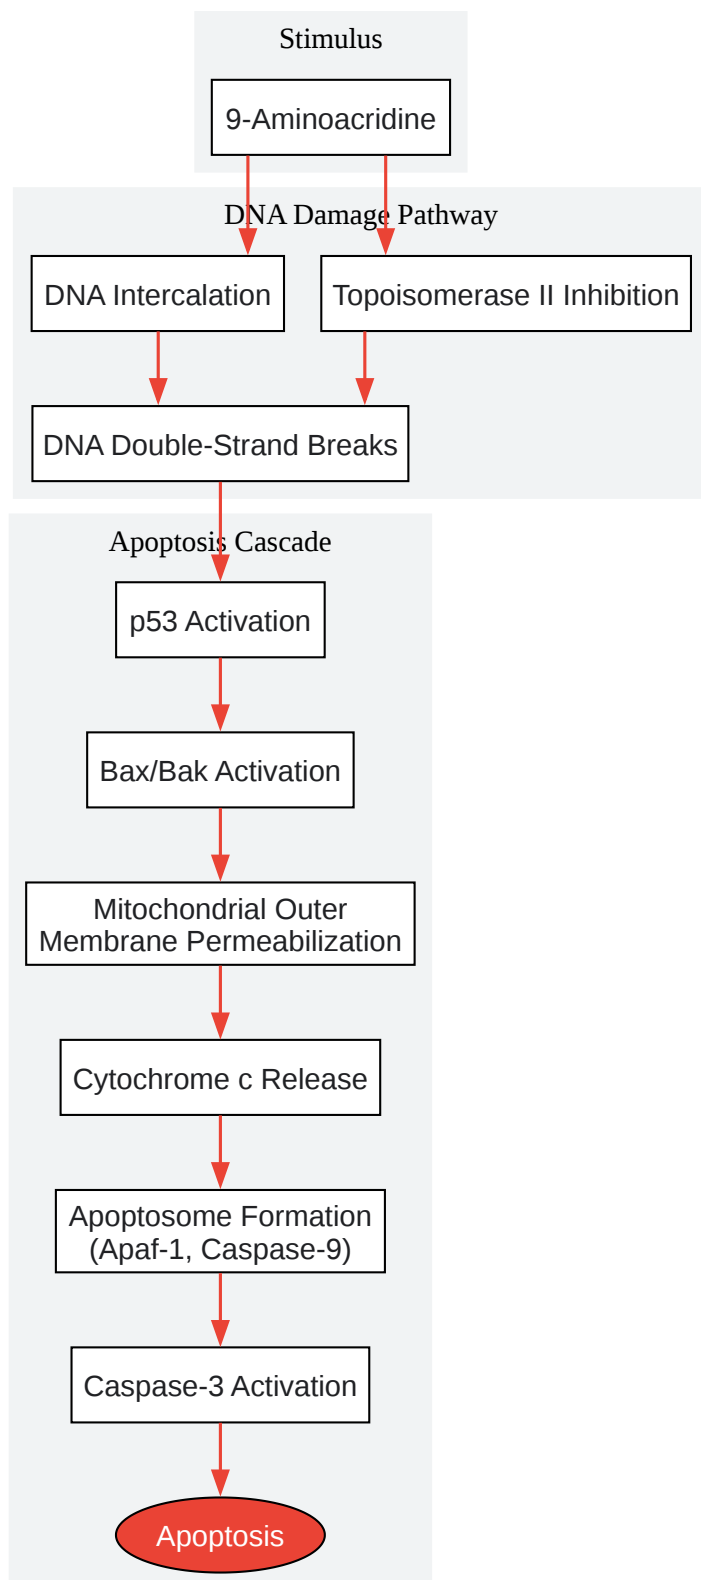 Stimulus
9-Aminoacridine
DNA Damage Pathway
DNA Intercalation
Topoisomerase II Inhibition
DNA Double-Strand Breaks
Apoptosis Cascade
p53 Activation
Bax/Bak Activation
Mitochondrial Outer
Membrane Permeabilization
Cytochrome c Release
Apoptosome Formation
(Apaf-1, Caspase-9)
Caspase-3 Activation
Apoptosis